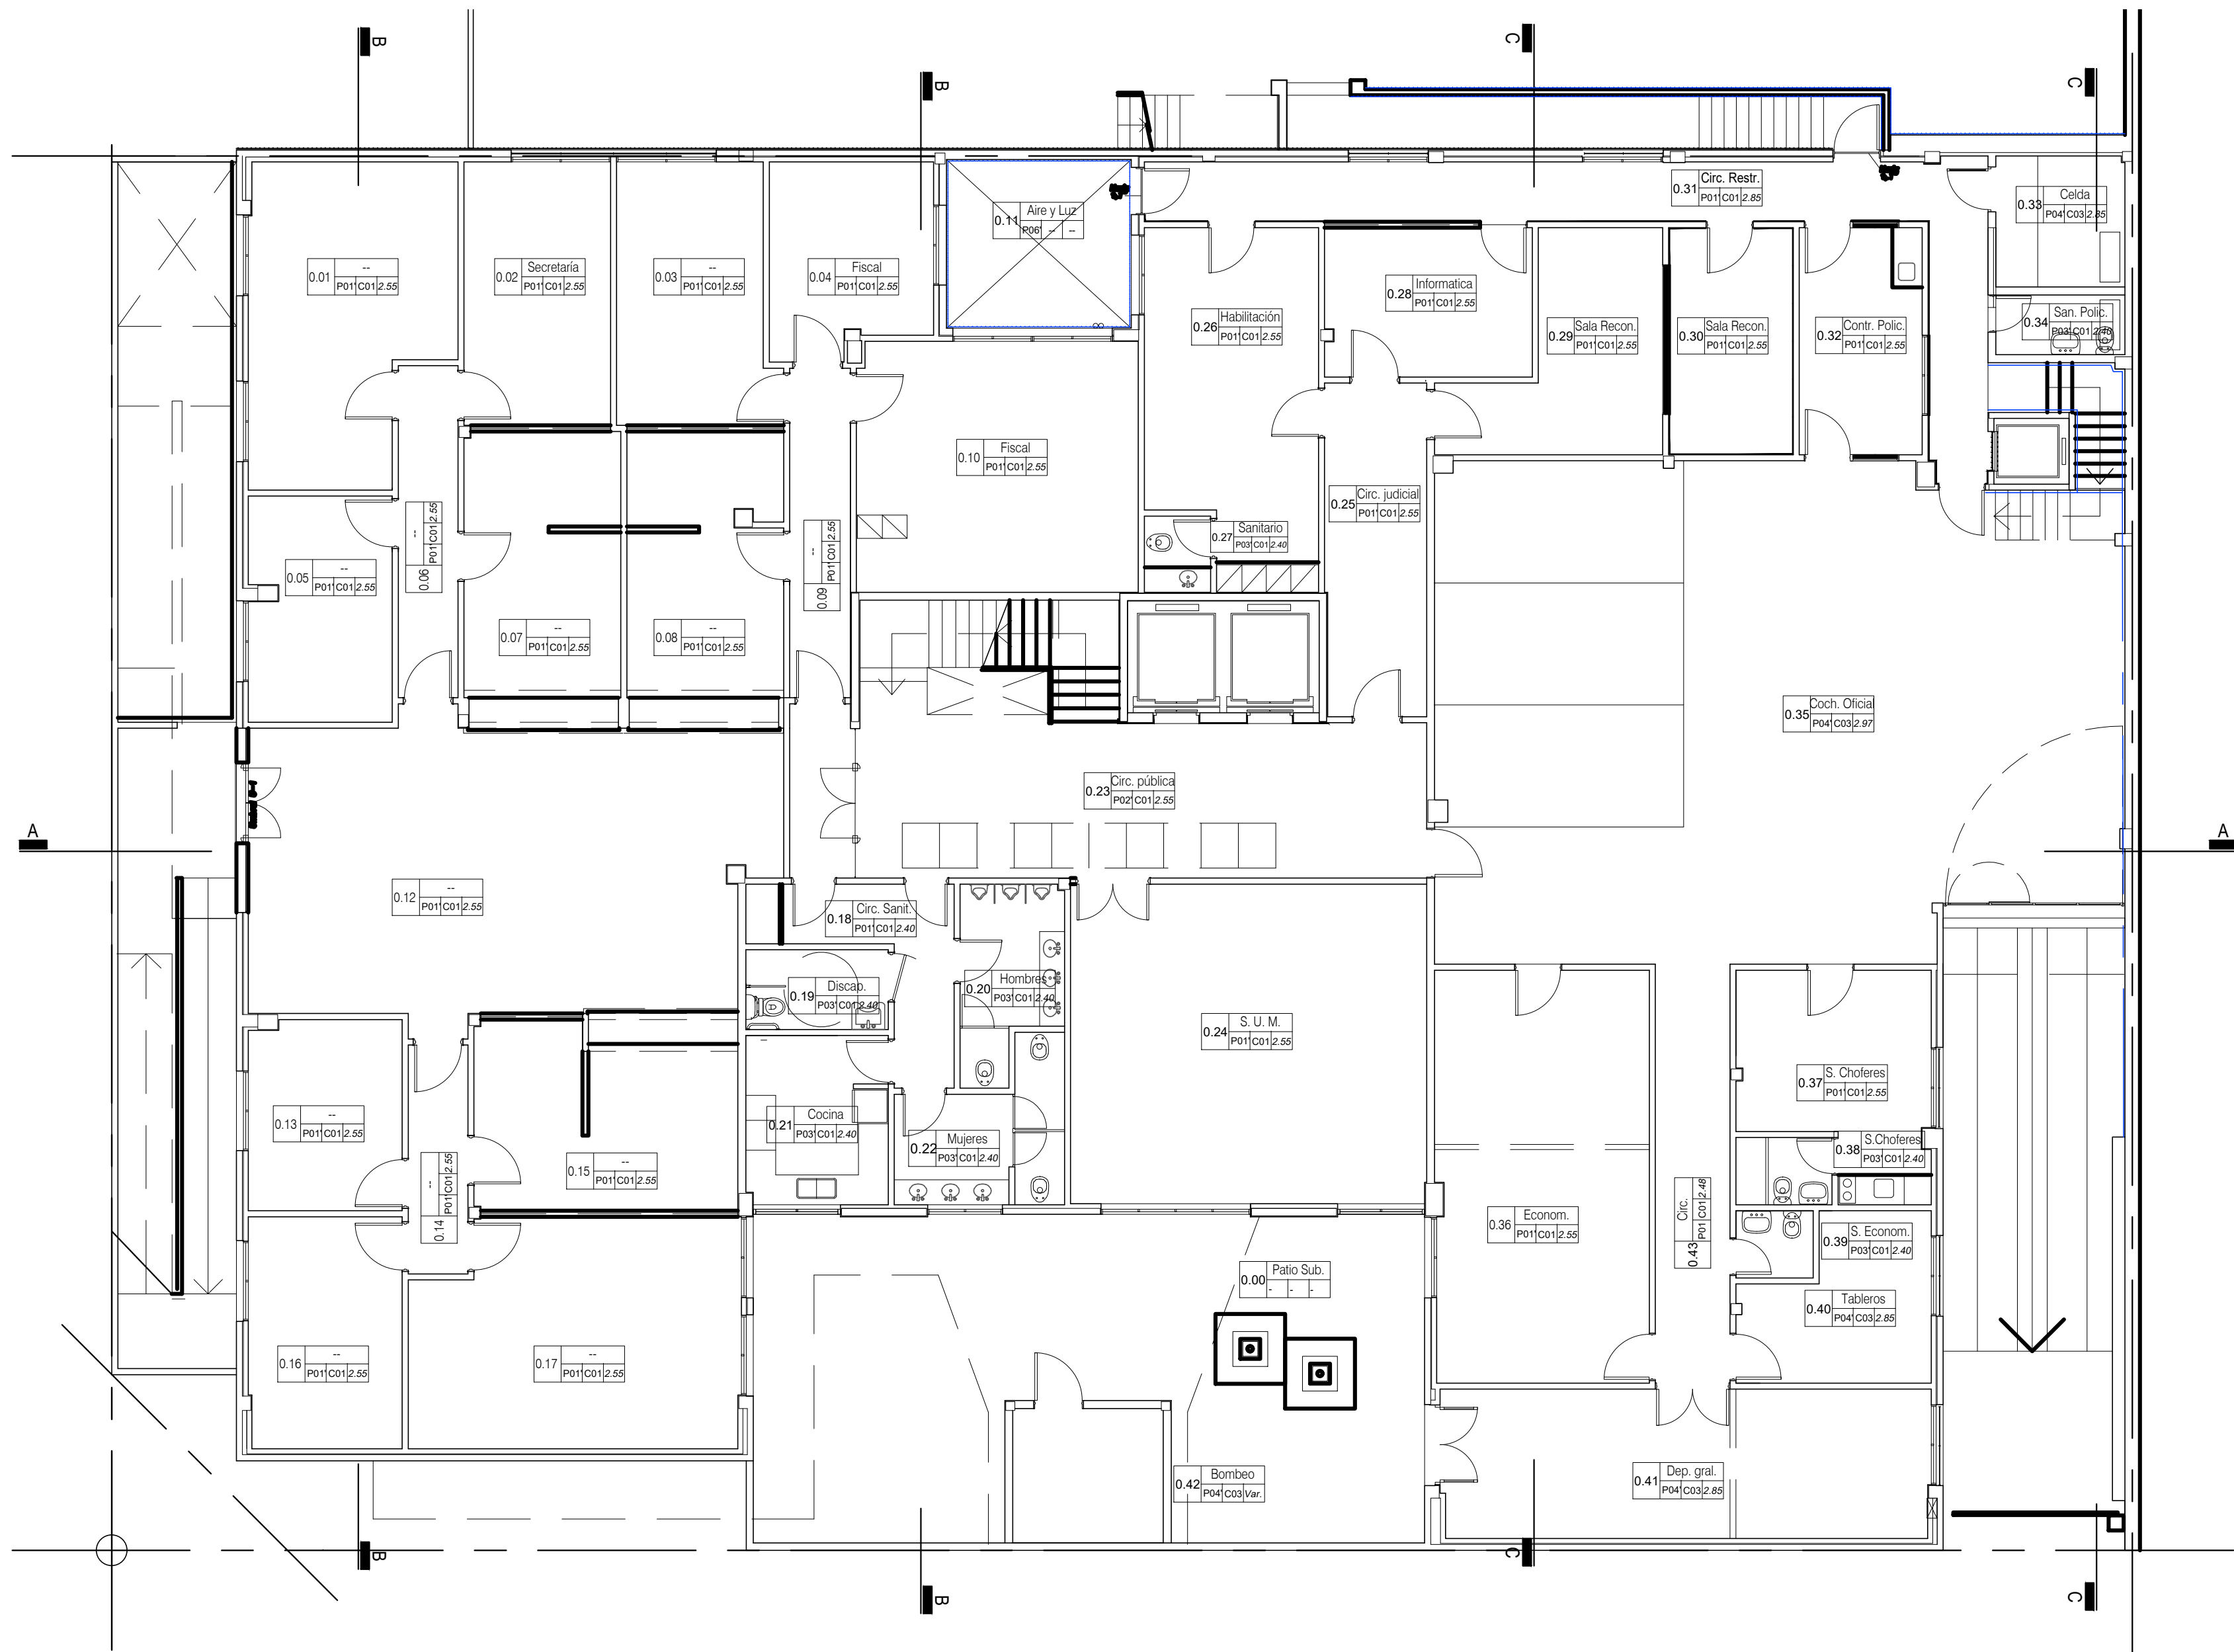 B
B
C
C
0.01 --
P01' C01 2.55
0.02 Secretaría
P01' C01 2.55
0.03 --
P01' C01 2.55
0.04 Fiscal
P01' C01 2.55
0.11 Aire y Luz
P06' -- --
0.31 Circ. Restr.
P01' C01 2.85
0.33 Celda
P04' C03 2.85
0.26 Habilitación
P01' C01 2.55
0.28 Informatica
P01' C01 2.55
0.29 Sala Recon.
P01' C01 2.55
0.30 Sala Recon.
P01' C01 2.55
0.32 Contr. Polic.
P01' C01 2.55
0.34 San. Polic.
P03' C01 2.40
0.10 Fiscal
P01' C01 2.55
0.25 Circ. judicial
P01' C01 2.55
0.27 Sanitario
P03' C01 2.40
0.05 --
P01' C01 2.55
0.06 --
P01' C01 2.55
0.09 --
P01' C01 2.55
0.07 --
P01' C01 2.55
0.08 --
P01' C01 2.55
0.35 Coch. Oficial
P04' C03 2.97
0.23 Circ. pública
P02' C01 2.55
A
A
0.12 --
P01' C01 2.55
0.18 Circ. Sanit.
P01' C01 2.40
0.19 Discap.
P03' C01 2.40
D
0.20 Hombres
P03' C01 2.40
0.24 S. U. M.
P01' C01 2.55
0.37 S. Choferes
P01' C01 2.55
0.13 --
P01' C01 2.55
0.21 Cocina
P03' C01 2.40
0.22 Mujeres
P03' C01 2.40
0.38 S.Choferes
P03' C01 2.40
0.14 --
P01' C01 2.55
0.15 --
P01' C01 2.55
0.36 Econom.
P01' C01 2.55
0.43 Circ.
P01 C01 2.48
0.39 S. Econom.
P03' C01 2.40
0.00 Patio Sub.
- - -
0.40 Tableros
P04' C03 2.85
0.16 --
P01' C01 2.55
0.17 --
P01' C01 2.55
0.42 Bombeo
P04' C03 Var.
0.41 Dep. gral.
P04' C03 2.85
B
B
C
C